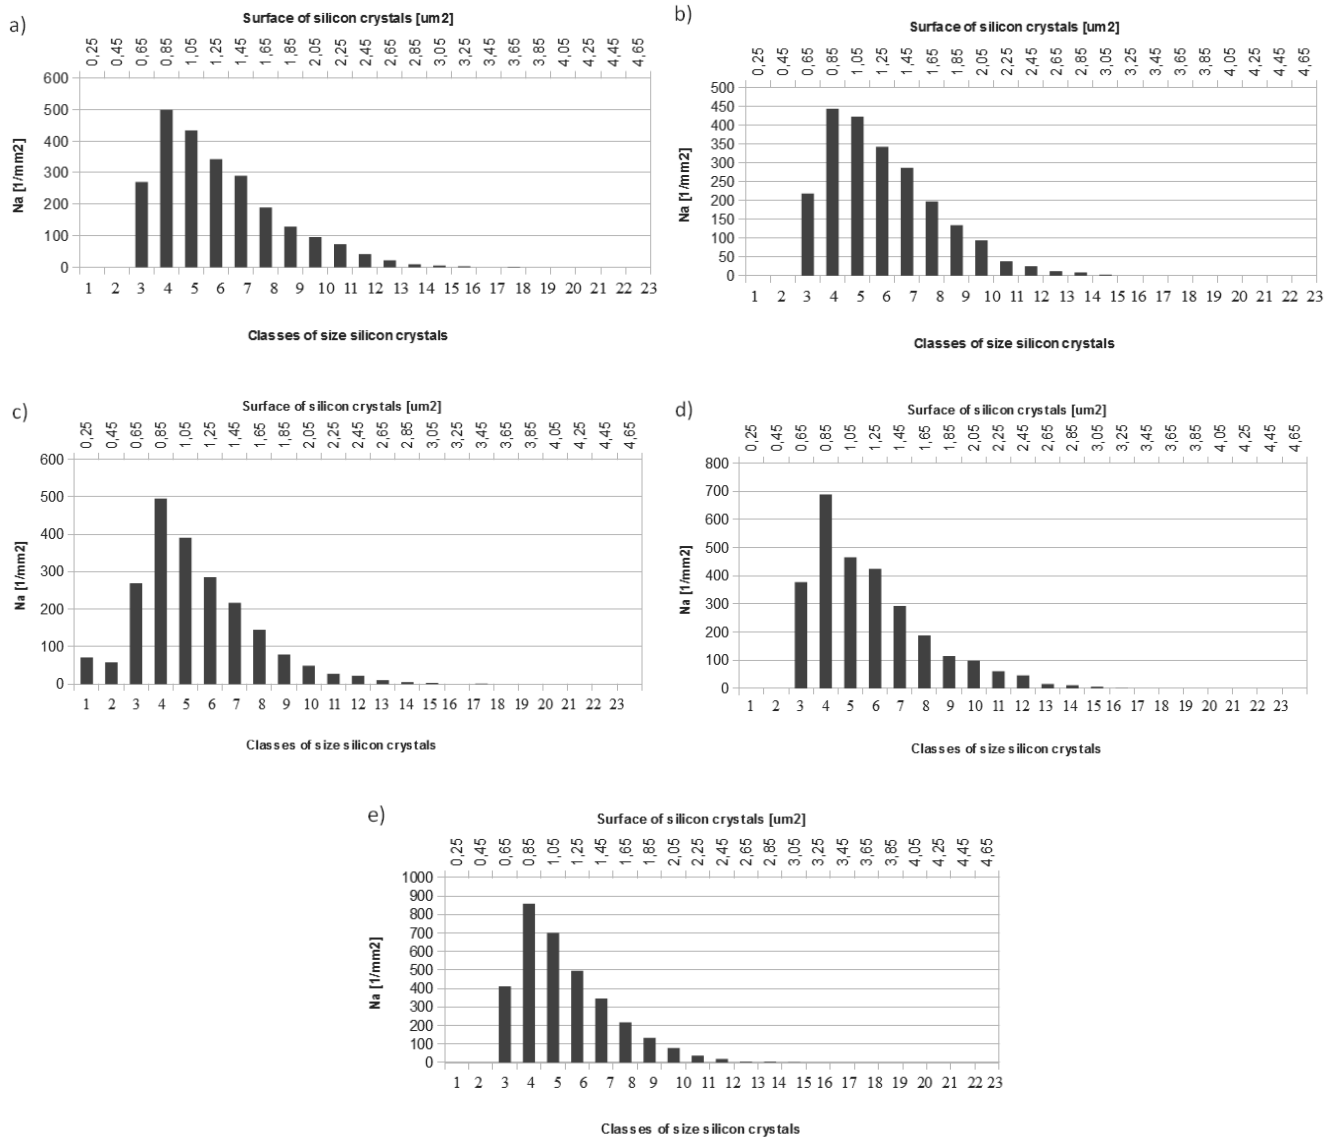 a)
Surface of silicon crystals [um2]
0,25 0,45 0,65 0,85 1,05 1,25 1,45 1,65 1,85 2,05 2,25 2,45 2,65 2,85 3,05 3,25 3,45 3,65 3,85 4,05 4,25 4,45 4,65
600
500
400
300
200
100
0
Na [1/mm2]
1 2 3 4 5 6 7 8 9 10 11 12 13 14 15 16 17 18 19 20 21 22 23
Classes of size silicon crystals
b)
Surface of silicon crystals [um2]
0,25 0,45 0,65 0,85 1,05 1,25 1,45 1,65 1,85 2,05 2,25 2,45 2,65 2,85 3,05 3,25 3,45 3,65 3,85 4,05 4,25 4,45 4,65
500
450
400
350
300
250
200
150
100
50
0
Na [1/mm2]
1 2 3 4 5 6 7 8 9 10 11 12 13 14 15 16 17 18 19 20 21 22 23
Classes of size silicon crystals
c)
Surface of silicon crystals [um2]
0,25 0,45 0,65 0,85 1,05 1,25 1,45 1,65 1,85 2,05 2,25 2,45 2,65 2,85 3,05 3,25 3,45 3,65 3,85 4,05 4,25 4,45 4,65
600
500
400
300
200
100
0
Na [1/mm2]
1 2 3 4 5 6 7 8 9 10 11 12 13 14 15 16 17 18 19 20 21 22 23
Classes of size silicon crystals
d)
Surface of silicon crystals [um2]
0,25 0,45 0,65 0,85 1,05 1,25 1,45 1,65 1,85 2,05 2,25 2,45 2,65 2,85 3,05 3,25 3,45 3,65 3,85 4,05 4,25 4,45 4,65
800
700
600
500
400
300
200
100
0
Na [1/mm2]
1 2 3 4 5 6 7 8 9 10 11 12 13 14 15 16 17 18 19 20 21 22 23
Classes of size silicon crystals
e)
Surface of silicon crystals [um2]
0,25 0,45 0,65 0,85 1,05 1,25 1,45 1,65 1,85 2,05 2,25 2,45 2,65 2,85 3,05 3,25 3,45 3,65 3,85 4,05 4,25 4,45 4,65
1000
900
800
700
600
500
400
300
200
100
0
Na [1/mm2]
1 2 3 4 5 6 7 8 9 10 11 12 13 14 15 16 17 18 19 20 21 22 23
Classes of size silicon crystals